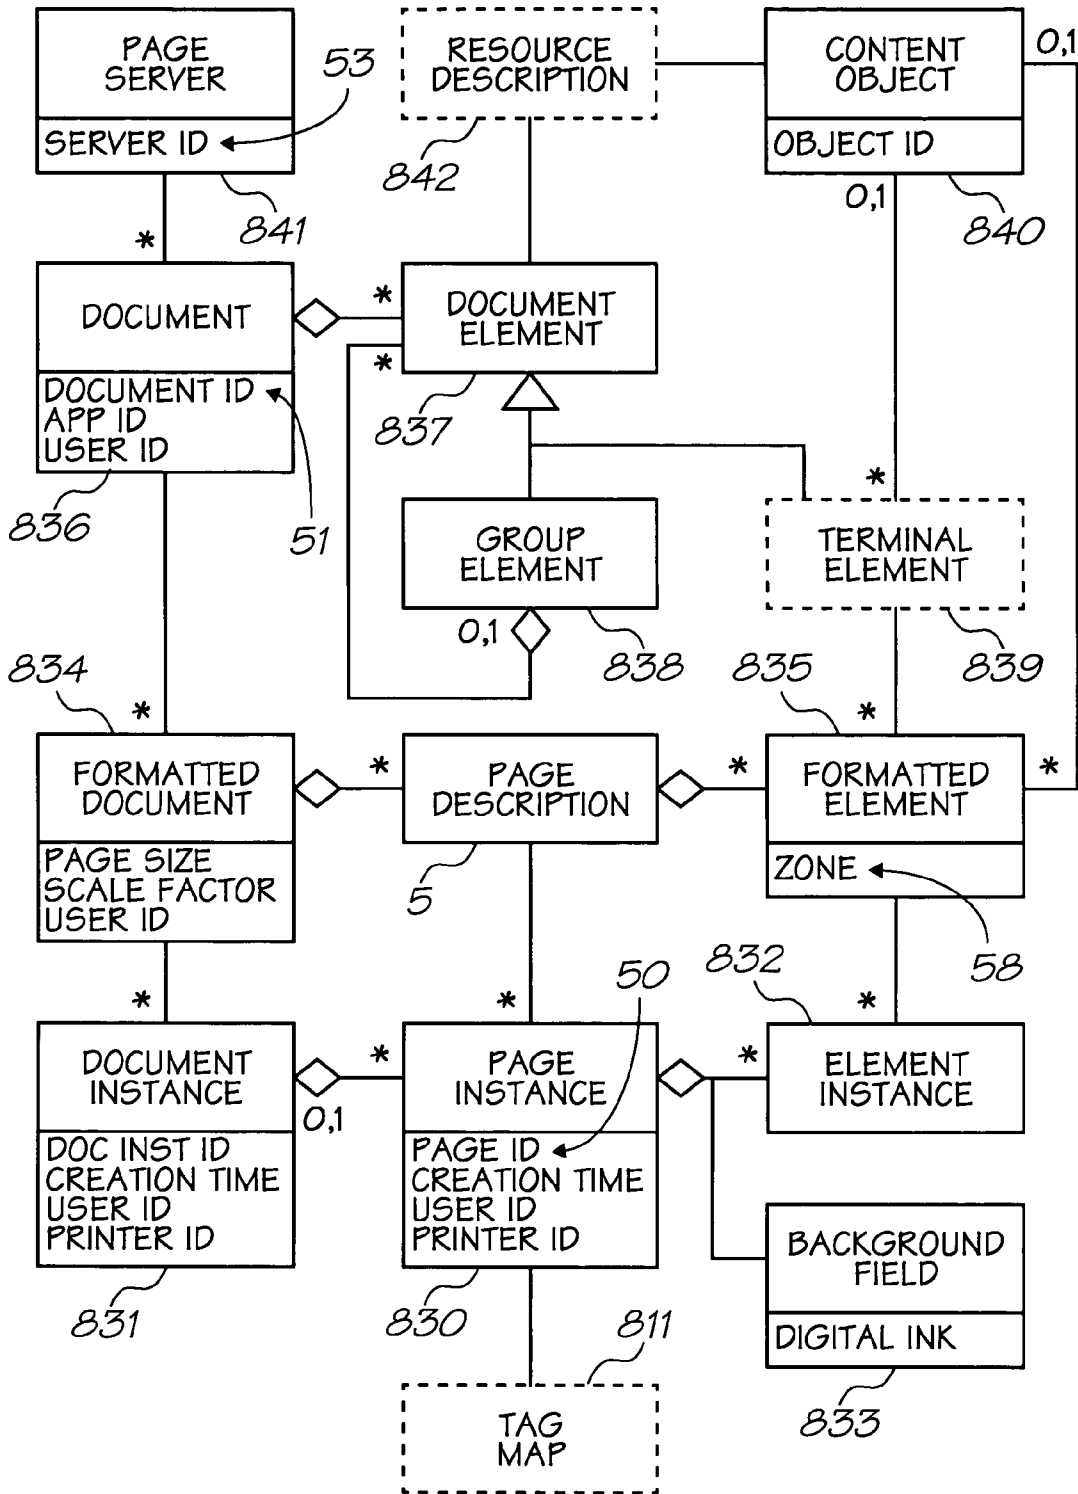 PAGE
SERVER
SERVER ID
53
841
*
RESOURCE
DESCRIPTION
842
CONTENT
OBJECT
OBJECT ID
0,1
0,1
840
DOCUMENT
DOCUMENT ID
APP ID
USER ID
836
51
*
*
DOCUMENT
ELEMENT
837
GROUP
ELEMENT
0,1
838
*
TERMINAL
ELEMENT
839
834
*
FORMATTED
DOCUMENT
PAGE SIZE
SCALE FACTOR
USER ID
*
PAGE
DESCRIPTION
5
835
*
*
*
FORMATTED
ELEMENT
ZONE
58
*
DOCUMENT
INSTANCE
0,1
DOC INST ID
CREATION TIME
USER ID
PRINTER ID
831
50
*
*
PAGE
INSTANCE
PAGE ID
CREATION TIME
USER ID
PRINTER ID
830
832
*
*
ELEMENT
INSTANCE
BACKGROUND
FIELD
DIGITAL INK
833
811
TAG
MAP